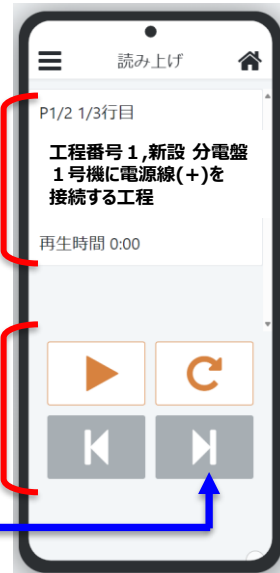 読み上げ
P1/2 1/3行目
工程番号１,新設 分電盤
１号機に電源線(+)を
接続する工程
再生時間 0:00